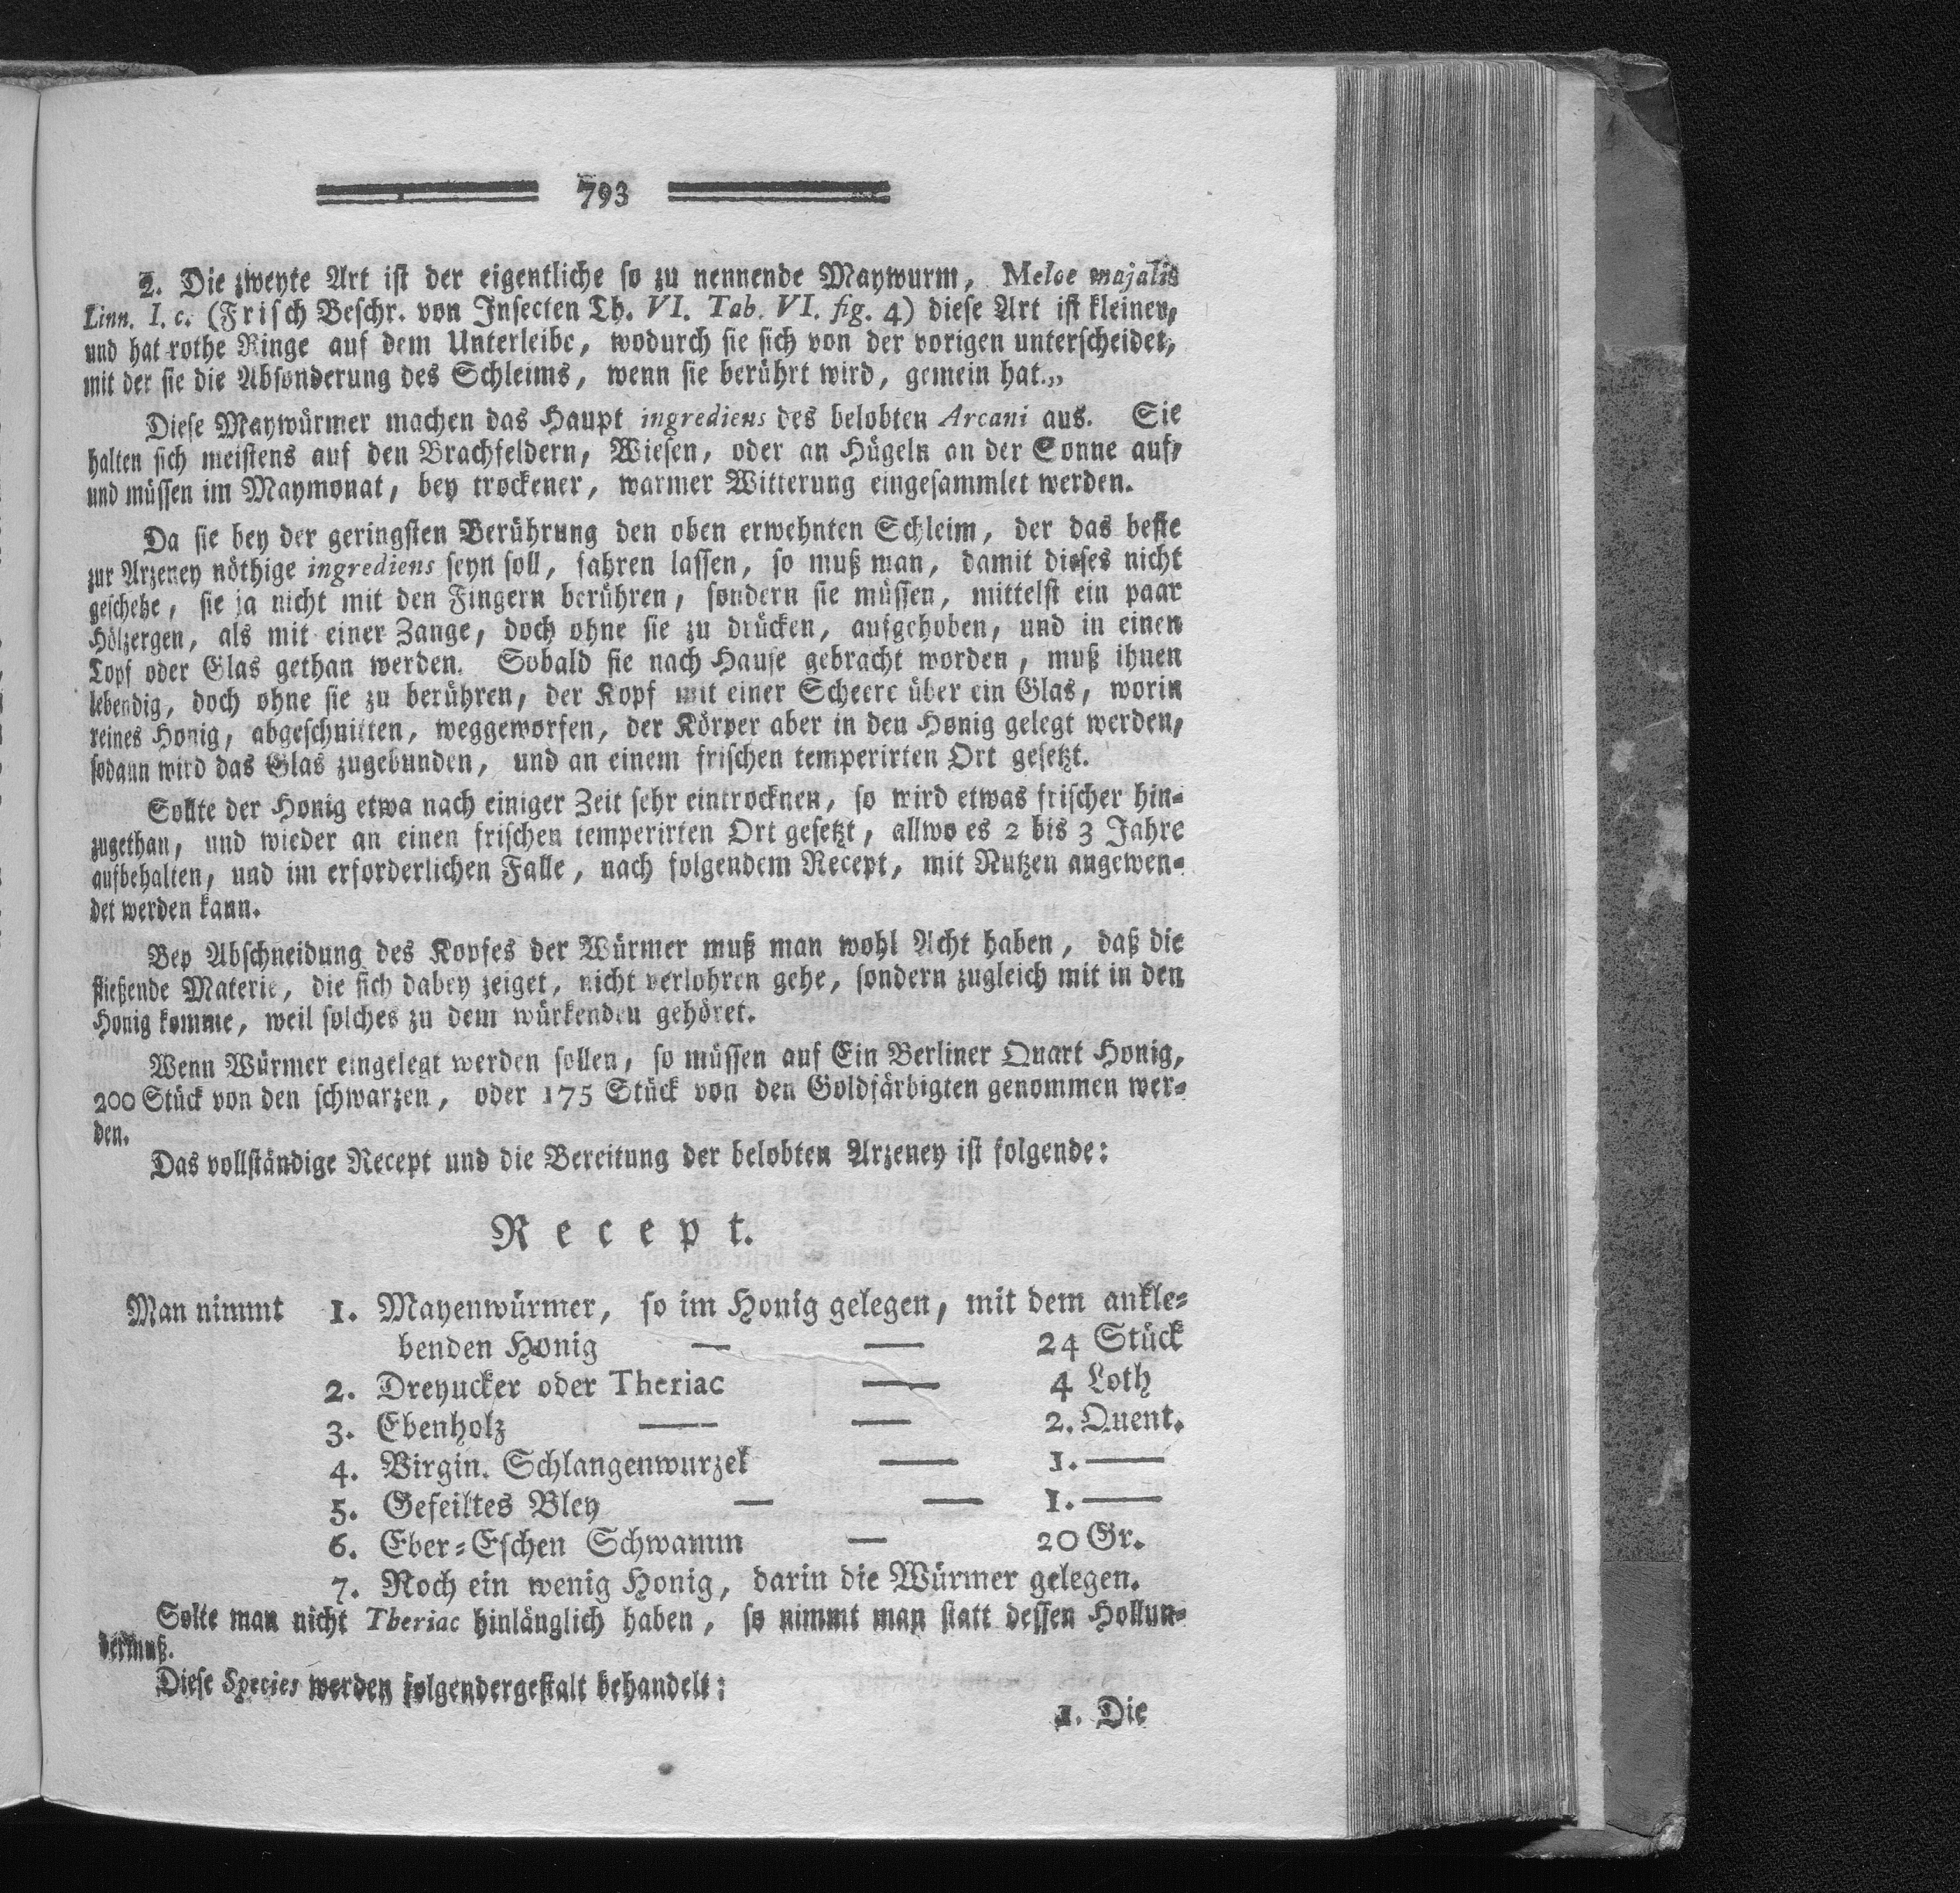 793
2. Die zweyte Art ist der eigentliche so zu nennende Maywurm, Meloe majalis
Linn. I. c. (Frisch Beschr. von Insecten Th. VI. Tab. VI. fig. 4) diese Art ist kleiner,
und hat rothe Ringe auf dem Unterleibe, wodurch sie sich von der vorigen unterscheidet,
mit der sie die Absonderung des Schleims, wenn sie berührt wird, gemein hat.„
Diese Maywürmer machen das Haupt ingrediens des belobten Arcani aus. Sie
halten sich meistens auf den Brachfeldern, Wiesen, oder an Hügeln an der Sonne auf,
und müssen im Maymonat, bey trockener, warmer Witterung eingesammlet werden.
Da sie bey der geringsten Berührung den oben erwehnten Schleim, der das beste
zur Arzeney nöthige ingrediens seyn soll, fahren lassen, so muß man, damit dieses nicht
geschehe, sie ja nicht mit den Fingern berühren, sondern sie müssen, mittelst ein paar
Hölzergen, als mit einer Zange, doch ohne sie zu drücken, aufgehoben, und in einen
Topf oder Glas gethan werden. Sobald sie nach Hause gebracht worden, muß ihnen
lebendig, doch ohne sie zu berühren, der Kopf mit einer Scheere über ein Glas, worin
reines Honig, abgeschnitten, weggeworfen, der Körper aber in den Honig gelegt werden,
sodann wird das Glas zugebunden, und an einem frischen temperirten Ort gesetzt.
Sollte der Honig etwa nach einiger Zeit sehr eintrocknen, so wird etwas frischer hin-
zugethan, und wieder an einen frischen temperirten Ort gesetzt, allwo es 2 bis 3 Jahre
aufbehalten, und im erforderlichen Falle, nach folgendem Recept, mit Nutzen angewen-
det werden kann.
Bey Abschneidung des Kopfes der Würmer muß man wohl Acht haben, daß die
fließende Materie, die sich dabey zeiget, nicht verlohren gehe, sondern zugleich mit in den
Honig komme, weil solches zu dem würkenden gehöret.
Wenn Würmer eingelegt werden sollen, so müssen auf Ein Berliner Quart Honig,
200 Stück von den schwarzen, oder 175 Stück von den Goldfärbigten genommen wer-
den.
Das vollständige Recept und die Bereitung der belobten Arzeney ist folgende:
Recept.
Man nimmt 1. Mayenwürmer, so im Honig gelegen, mit dem ankle-
benden Honig — — 24 Stück
2. Dreyucker oder Theriac — 4 Loth
3. Ebenholz — — 2. Quent.
4. Virgin. Schlangenwurzel — 1. —
5. Gefeiltes Bley — — 1. —
6. Eber-Eschen Schwamm — 20 Gr.
7. Noch ein wenig Honig, darin die Würmer gelegen.
Solte man nicht Theriac hinlänglich haben, so nimmt man statt dessen Hollun-
dermuß.
Diese Species werden folgendergestalt behandelt:
1. Die